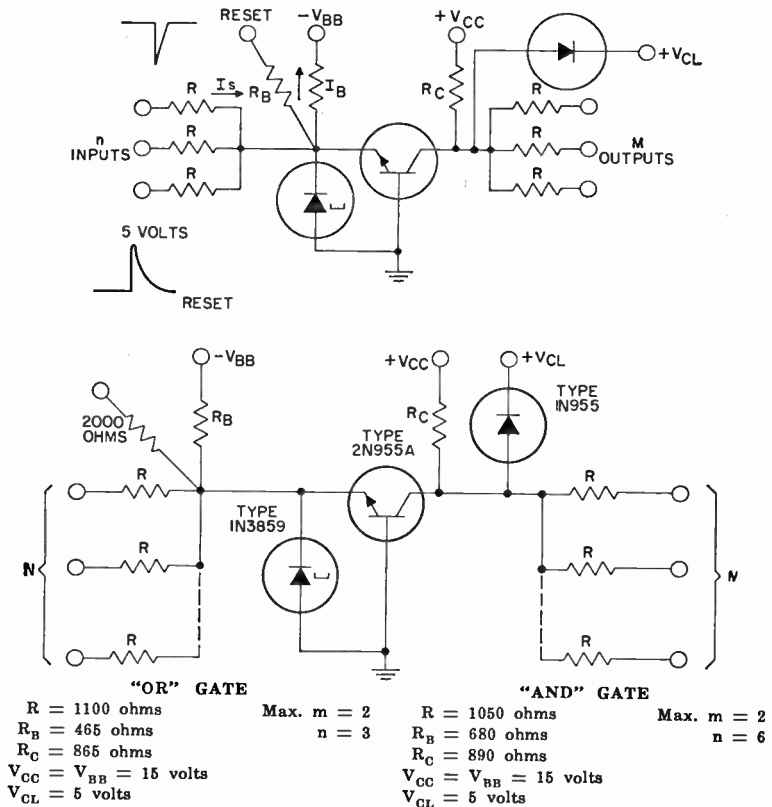 RESET
-VBB
+VCC
+VCL
R
Is
RB
IB
RC
R
n
INPUTS
R
R
M
OUTPUTS
R
R
5 VOLTS
RESET
-VBB
+VCC
+VCL
TYPE
1N955
2000
OHMS
RB
RC
TYPE
2N955A
R
R
TYPE
1N3859
N
R
R
M
R
R
"OR" GATE
R = 1100 ohms
RB = 465 ohms
RC = 865 ohms
VCC = VBB = 15 volts
VCL = 5 volts
Max. m = 2
n = 3
"AND" GATE
R = 1050 ohms
RB = 680 ohms
RC = 890 ohms
VCC = VBB = 15 volts
VCL = 5 volts
Max. m = 2
n = 6